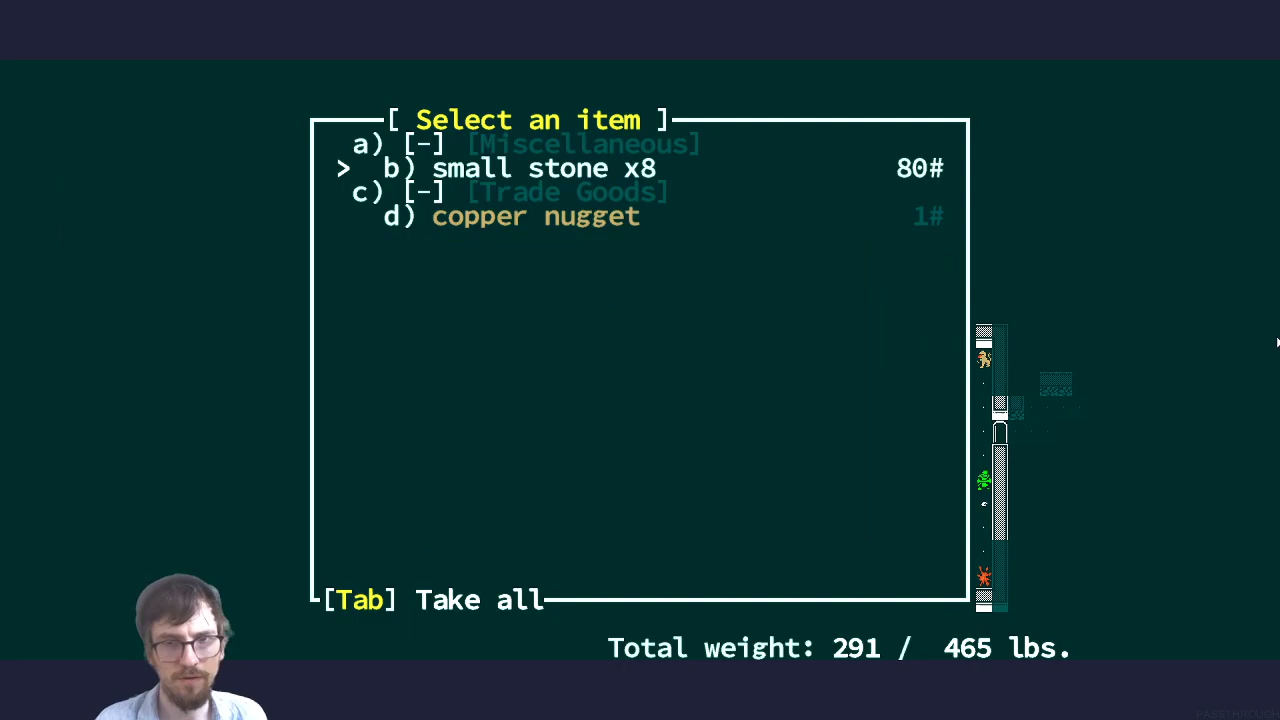 [ Select an item ]
a) [-] [Miscellaneous]
> b) small stone x8 80#
c) [-] [Trade Goods]
d) copper nugget 1#
[Tab] Take all
Total weight: 291 / 465 lbs.